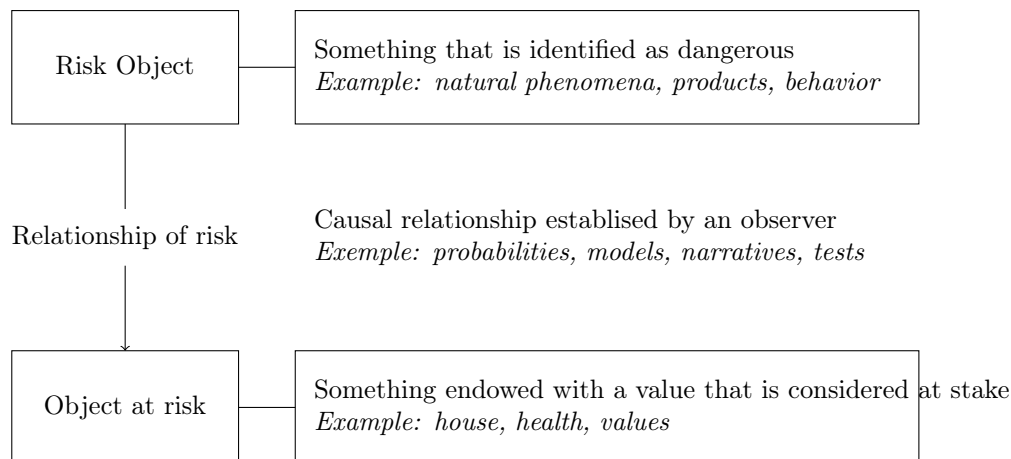 Risk Object
Something that is identified as dangerous
Example: natural phenomena, products, behavior
Relationship of risk
Causal relationship establised by an observer
Exemple: probabilities, models, narratives, tests
Object at risk
Something endowed with a value that is considered at stake
Example: house, health, values